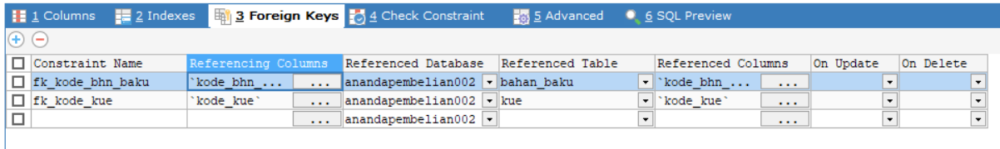 1 Columns 2 Indexes 3 Foreign Keys 4 Check Constraint 5 Advanced 6 SQL Preview
Constraint Name Referencing Columns Referenced Database Referenced Table Referenced Columns On Update On Delete
fk_kode_bhn_baku `kode_bhn_... ... anandapembelian002 bahan_baku `kode_bhn_... ...
fk_kode_kue `kode_kue` ... anandapembelian002 kue `kode_kue` ...
... anandapembelian002 ...